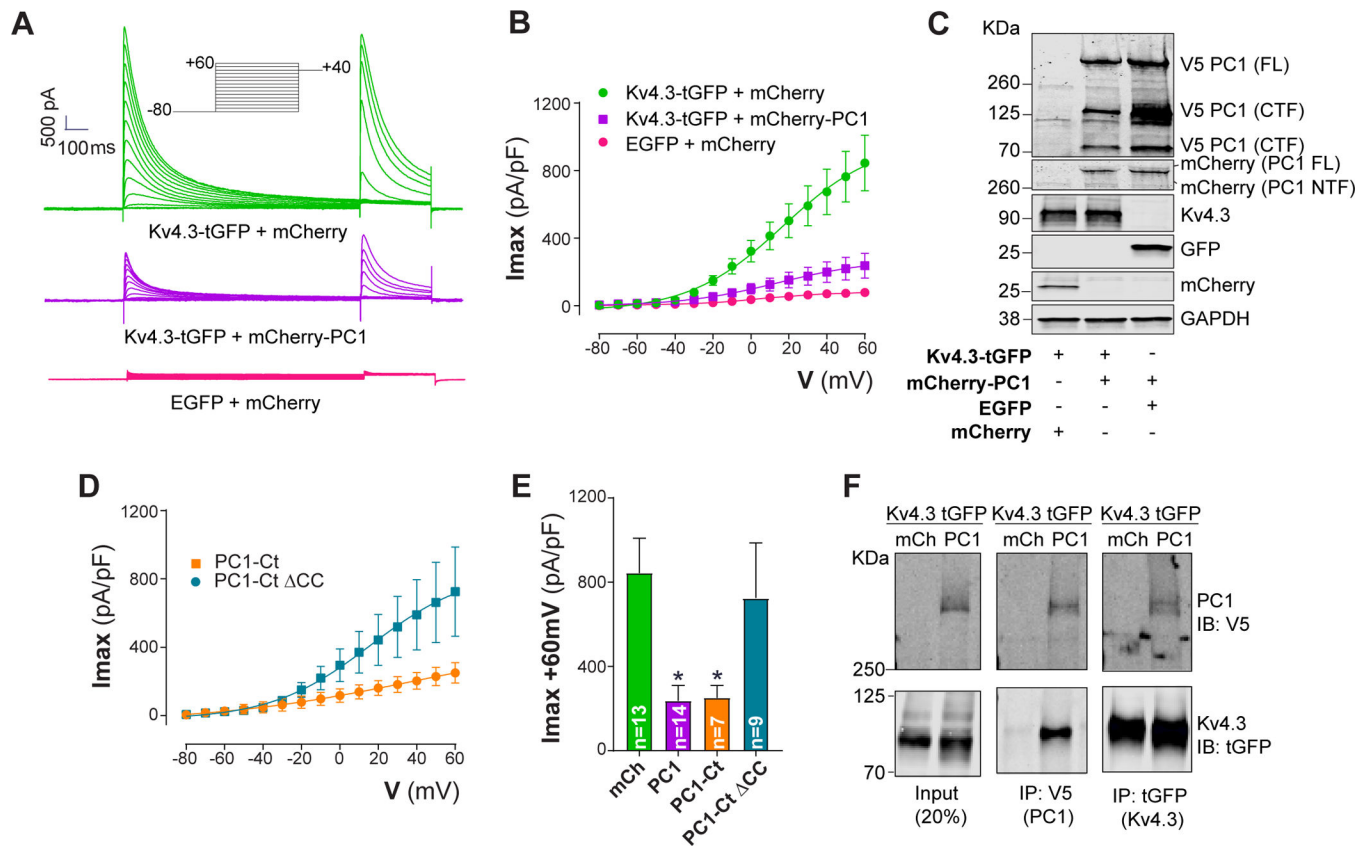 A
+60
+40
-80
500 pA
100ms
Kv4.3-tGFP + mCherry
Kv4.3-tGFP + mCherry-PC1
EGFP + mCherry
B
Kv4.3-tGFP + mCherry
Kv4.3-tGFP + mCherry-PC1
EGFP + mCherry
Imax (pA/pF)
1200
800
400
0
-80 -60 -40 -20 0 20 40 60
V (mV)
C
KDa
260
125
70
260
90
25
25
38
V5 PC1 (FL)
V5 PC1 (CTF)
V5 PC1 (CTF)
mCherry (PC1 FL)
mCherry (PC1 NTF)
Kv4.3
GFP
mCherry
GAPDH
Kv4.3-tGFP + + -
mCherry-PC1 - + +
EGFP - - +
mCherry + - -
D
PC1-Ct
PC1-Ct ΔCC
Imax (pA/pF)
1200
800
400
0
-80 -60 -40 -20 0 20 40 60
V (mV)
E
Imax +60mV (pA/pF)
1200
800
400
0
* *
n=13 n=14 n=7 n=9
mCh PC1 PC1-Ct PC1-Ct ΔCC
F
Kv4.3 tGFP Kv4.3 tGFP Kv4.3 tGFP
mCh PC1 mCh PC1 mCh PC1
KDa
250
125
70
PC1
IB: V5
Kv4.3
IB: tGFP
Input
(20%)
IP: V5
(PC1)
IP: tGFP
(Kv4.3)